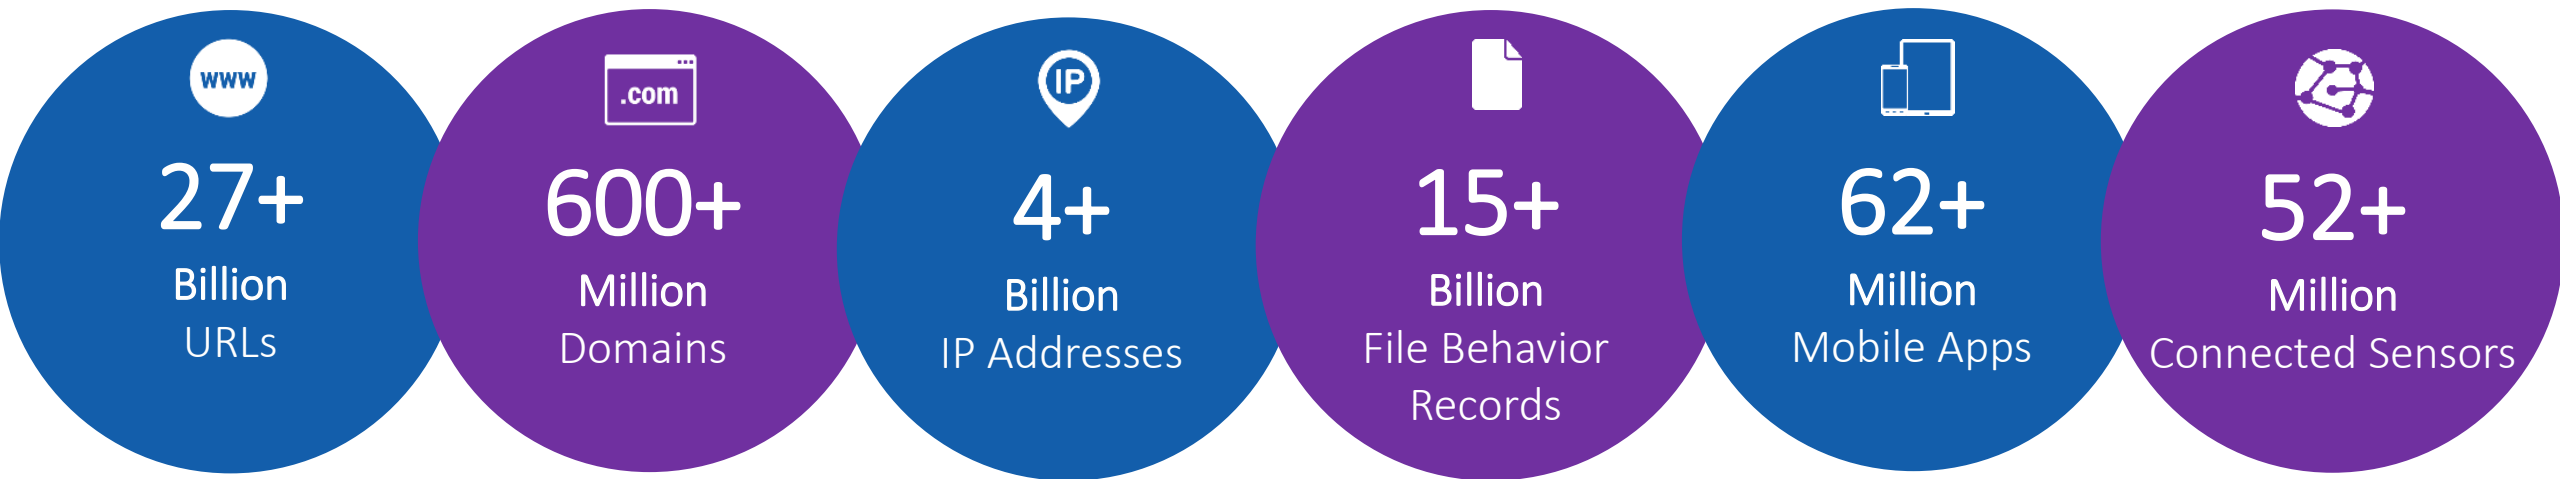 www
27+
Billion
URLs
.com
600+
Million
Domains
IP
4+
Billion
IP Addresses
15+
Billion
File Behavior
Records
62+
Million
Mobile Apps
52+
Million
Connected Sensors